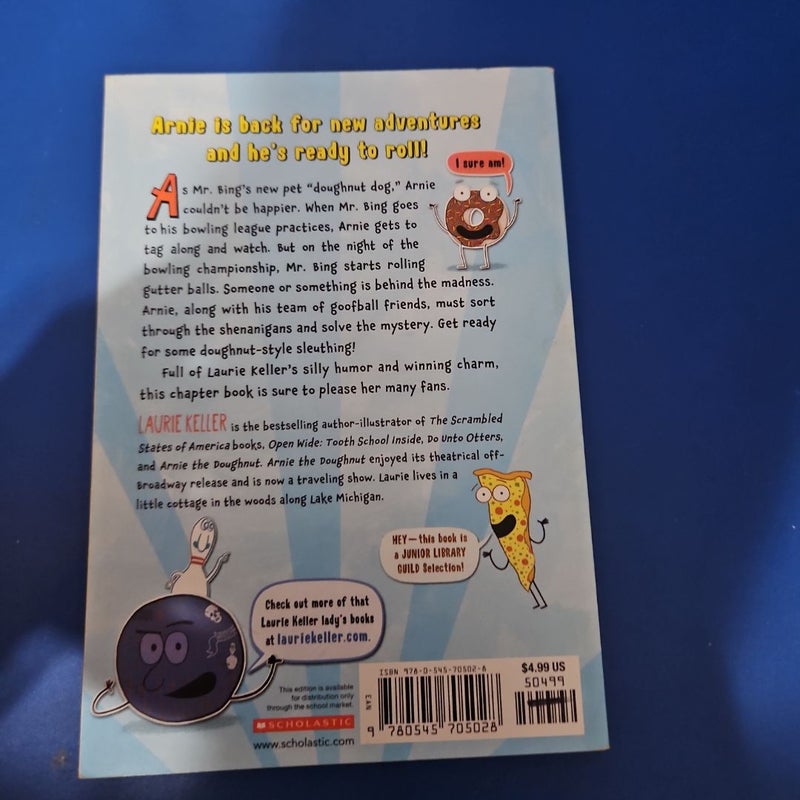 Arnie is back for new adventures
and he's ready to roll!
I sure am!
As Mr. Bing's new pet "doughnut dog," Arnie
couldn't be happier. When Mr. Bing goes
to his bowling league practices, Arnie gets to
tag along and watch. But on the night of the
bowling championship, Mr. Bing starts rolling
gutter balls. Someone or something is behind the madness.
Arnie, along with his team of goofball friends, must sort
through the shenanigans and solve the mystery. Get ready
for some doughnut-style sleuthing!
Full of Laurie Keller's silly humor and winning charm,
this chapter book is sure to please her many fans.
LAURIE KELLER is the bestselling author-illustrator of The Scrambled
States of America books, Open Wide: Tooth School Inside, Do Unto Otters,
and Arnie the Doughnut. Arnie the Doughnut enjoyed its theatrical off-
Broadway release and is now a traveling show. Laurie lives in a
little cottage in the woods along Lake Michigan.
HEY—this book is
a JUNIOR LIBRARY
GUILD Selection!
Check out more of that
Laurie Keller lady's books
at lauriekeller.com.
This edition is available
for distribution only
through the school market.
SCHOLASTIC
www.scholastic.com
EAN
ISBN 978-0-545-70502-8
9 780545 705028
$4.99 US
50499